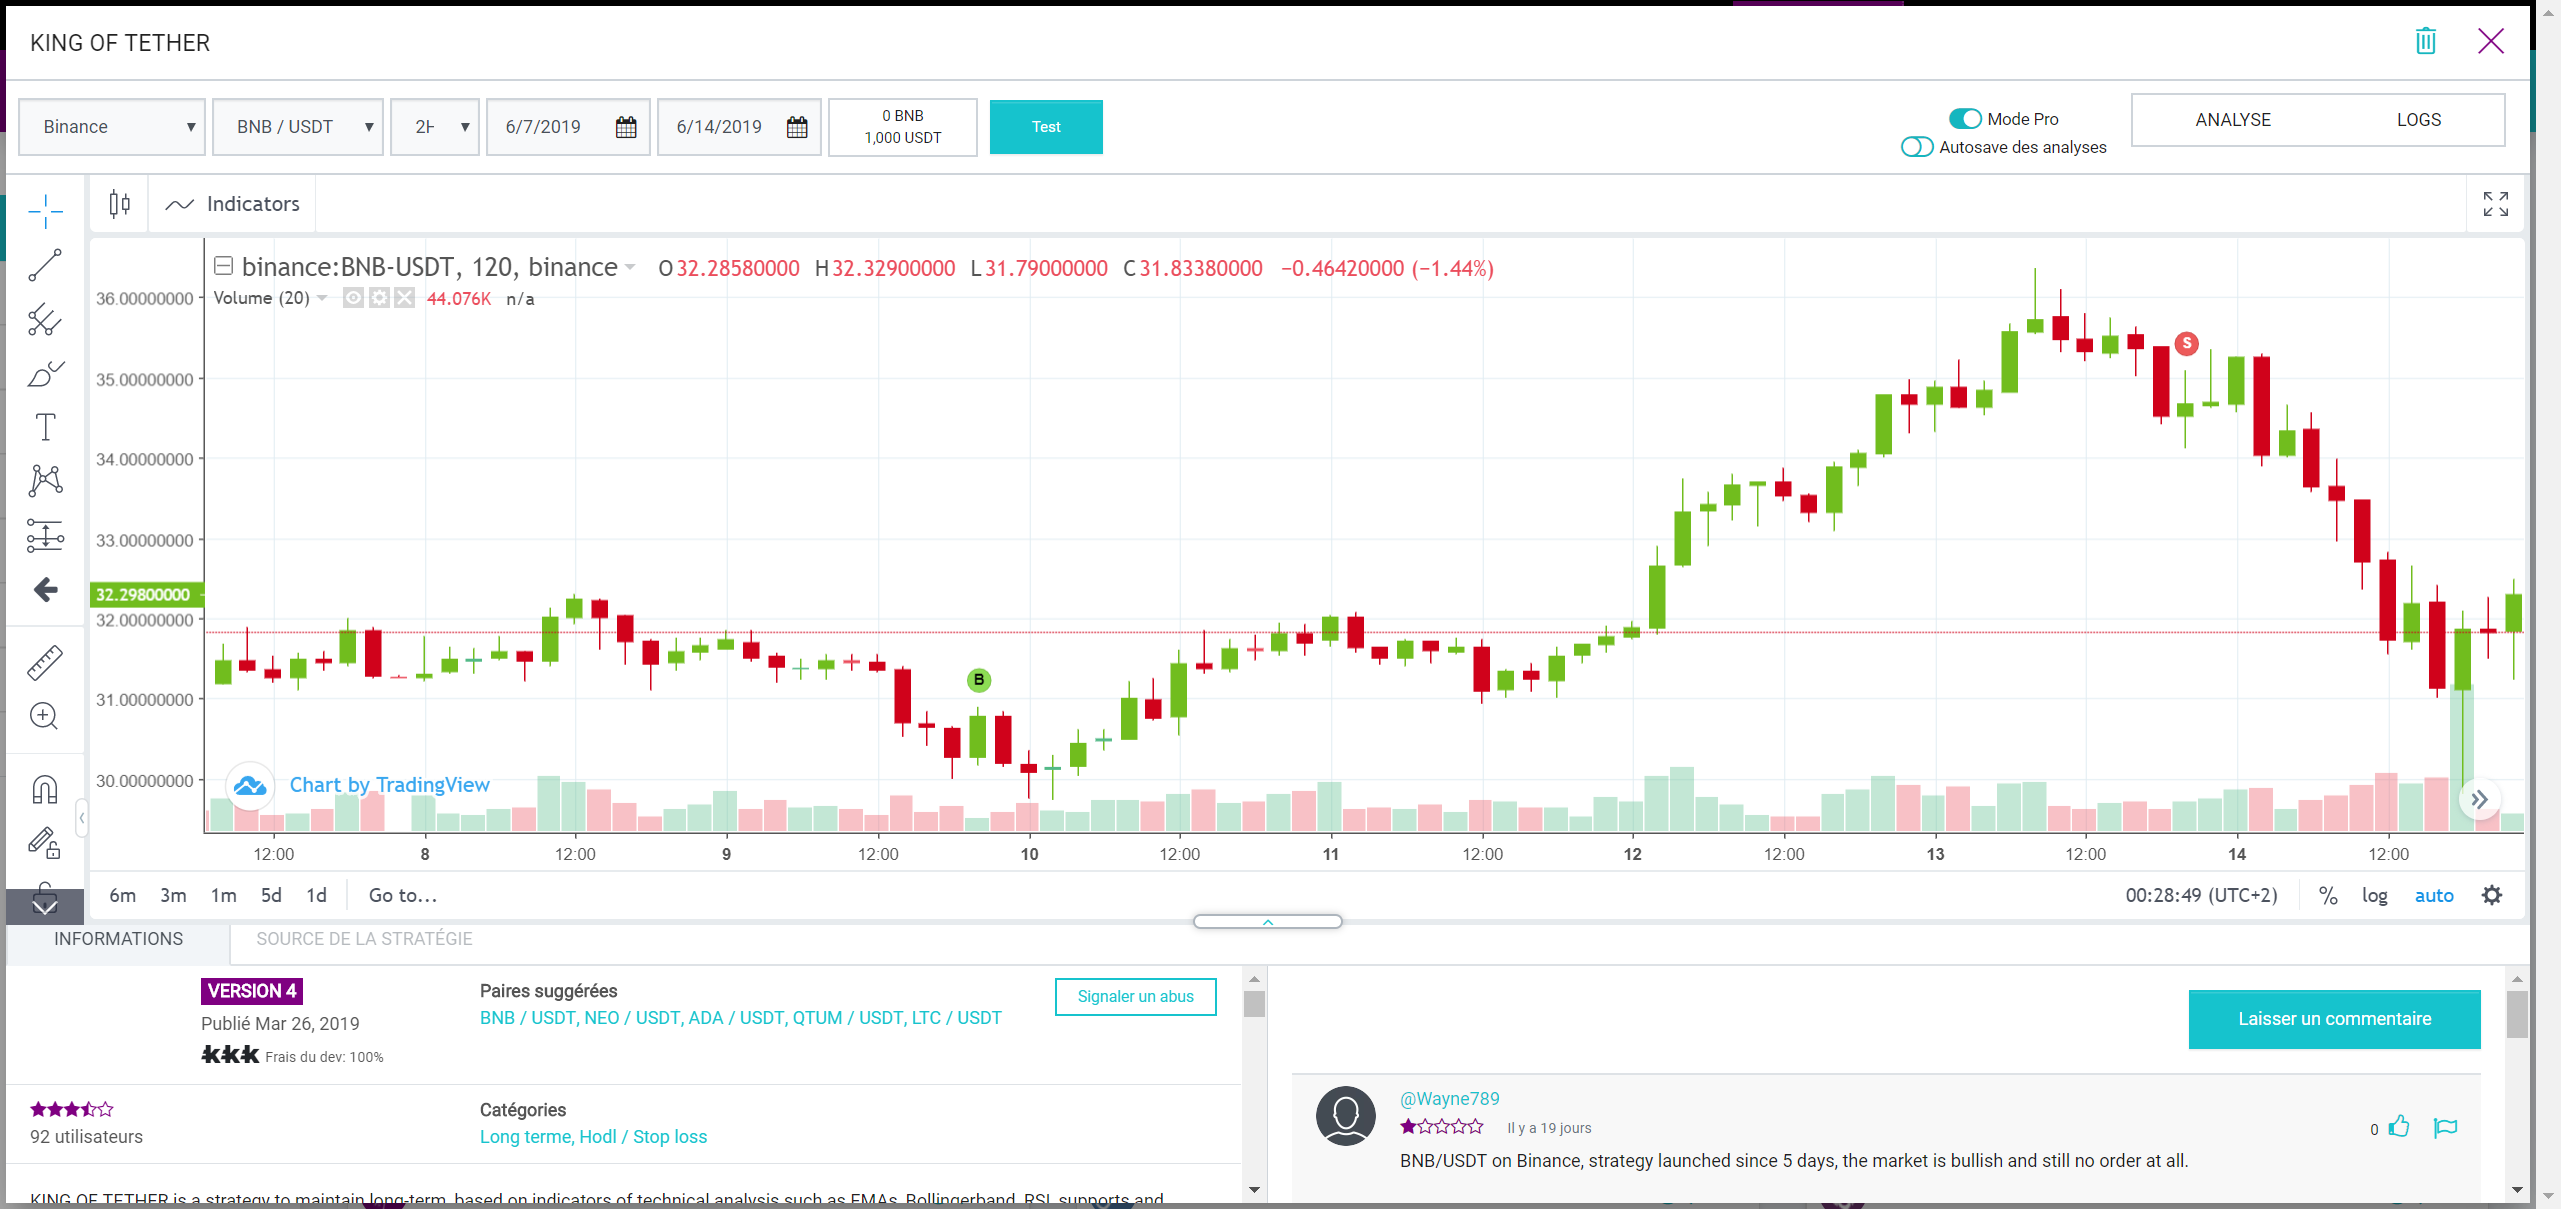 KING OF TETHER
Binance
BNB / USDT
6/7/2019
6/14/2019
0 BNB
1,000 USDT
Test
Mode Pro
Autosave des analyses
ANALYSE
LOGS
Indicators
binance:BNB-USDT, 120, binance
O 32.28580000 H 32.32900000 L 31.79000000 C 31.83380000 −0.46420000 (−1.44%)
Volume (20)
44.076K n/a
36.00000000
35.00000000
34.00000000
33.00000000
32.29800000
32.00000000
31.00000000
30.00000000
S
B
Chart by TradingView
12:00 8 12:00 9 12:00 10 12:00 11 12:00 12 12:00 13 12:00 14 12:00
6m 3m 1m 5d 1d Go to...
00:28:49 (UTC+2) % log auto
INFORMATIONS
SOURCE DE LA STRATÉGIE
VERSION 4
Publié Mar 26, 2019
Frais du dev: 100%
Paires suggérées
BNB / USDT, NEO / USDT, ADA / USDT, QTUM / USDT, LTC / USDT
Signaler un abus
92 utilisateurs
Catégories
Long terme, Hodl / Stop loss
KING OF TETHER is a strategy to maintain long-term, based on indicators of technical analysis such as EMAs, Bollingerband, RSI, supports and
Laisser un commentaire
@Wayne789
Il y a 19 jours
0
BNB/USDT on Binance, strategy launched since 5 days, the market is bullish and still no order at all.